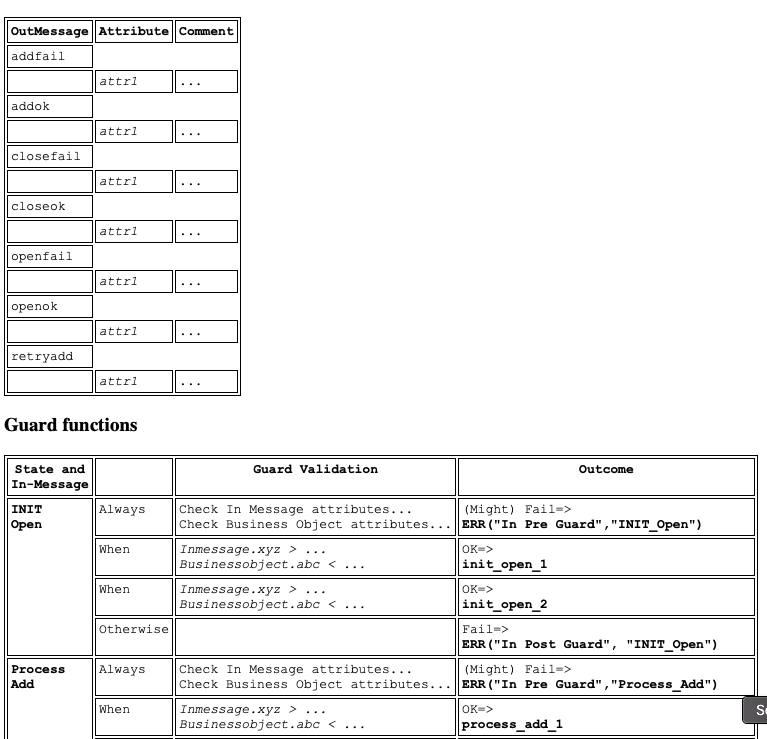 OutMessage Attribute Comment
addfail
attr1 ...
addok
attr1 ...
closefail
attr1 ...
closeok
attr1 ...
openfail
attr1 ...
openok
attr1 ...
retryadd
attr1 ...
Guard functions
State and In-Message Guard Validation Outcome
INIT Open
Always
Check In Message attributes...
Check Business Object attributes...
(Might) Fail=>
ERR("In Pre Guard","INIT_Open")
When
Inmessage.xyz > ...
Businessobject.abc < ...
OK=>
init_open_1
When
Inmessage.xyz > ...
Businessobject.abc < ...
OK=>
init_open_2
Otherwise
Fail=>
ERR("In Post Guard", "INIT_Open")
Process Add
Always
Check In Message attributes...
Check Business Object attributes...
(Might) Fail=>
ERR("In Pre Guard","Process_Add")
When
Inmessage.xyz > ...
Businessobject.abc < ...
OK=>
process_add_1